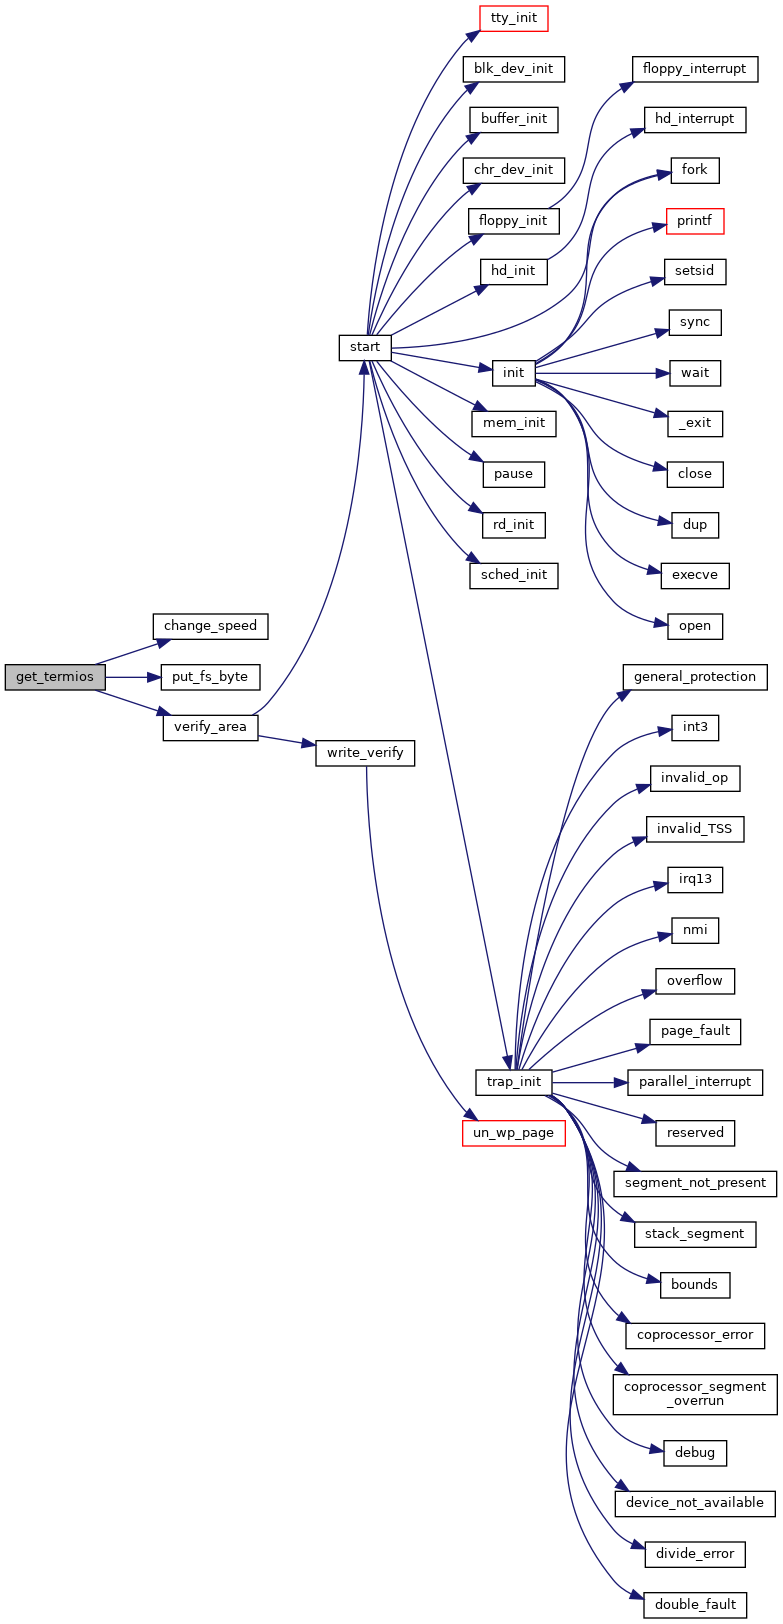 tty_init
blk_dev_init
floppy_interrupt
buffer_init
hd_interrupt
chr_dev_init
fork
floppy_init
printf
hd_init
setsid
sync
start
init
wait
mem_init
_exit
pause
close
rd_init
dup
sched_init
execve
change_speed
open
get_termios
put_fs_byte
general_protection
verify_area
int3
write_verify
invalid_op
invalid_TSS
irq13
nmi
overflow
page_fault
trap_init
parallel_interrupt
un_wp_page
reserved
segment_not_present
stack_segment
bounds
coprocessor_error
coprocessor_segment
_overrun
debug
device_not_available
divide_error
double_fault